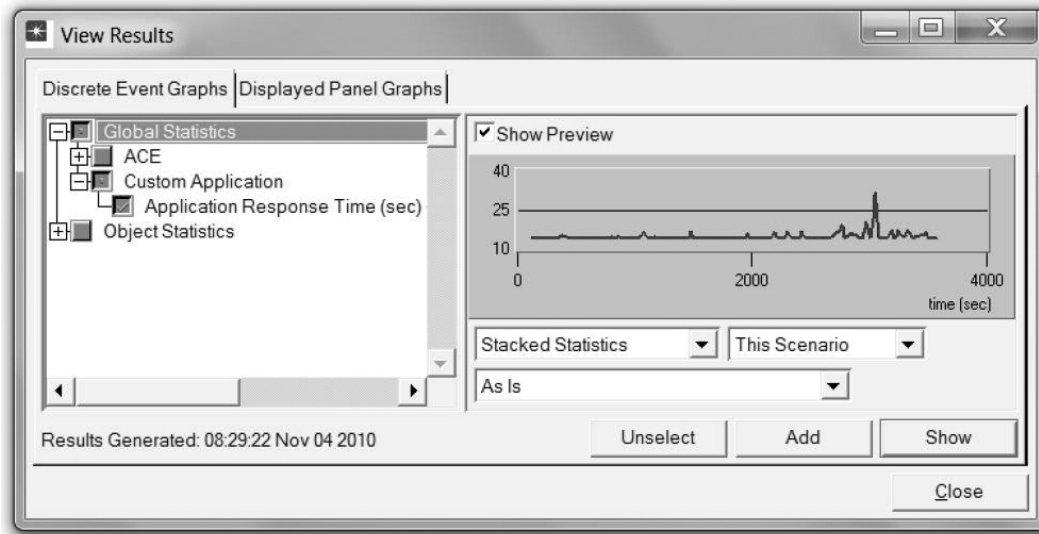 View Results
Discrete Event Graphs Displayed Panel Graphs
Global Statistics
ACE
Custom Application
Application Response Time (sec)
Object Statistics
Show Preview
40
25
10
0 2000 4000
time (sec)
Stacked Statistics This Scenario
As Is
Results Generated: 08:29:22 Nov 04 2010
Unselect Add Show
Close